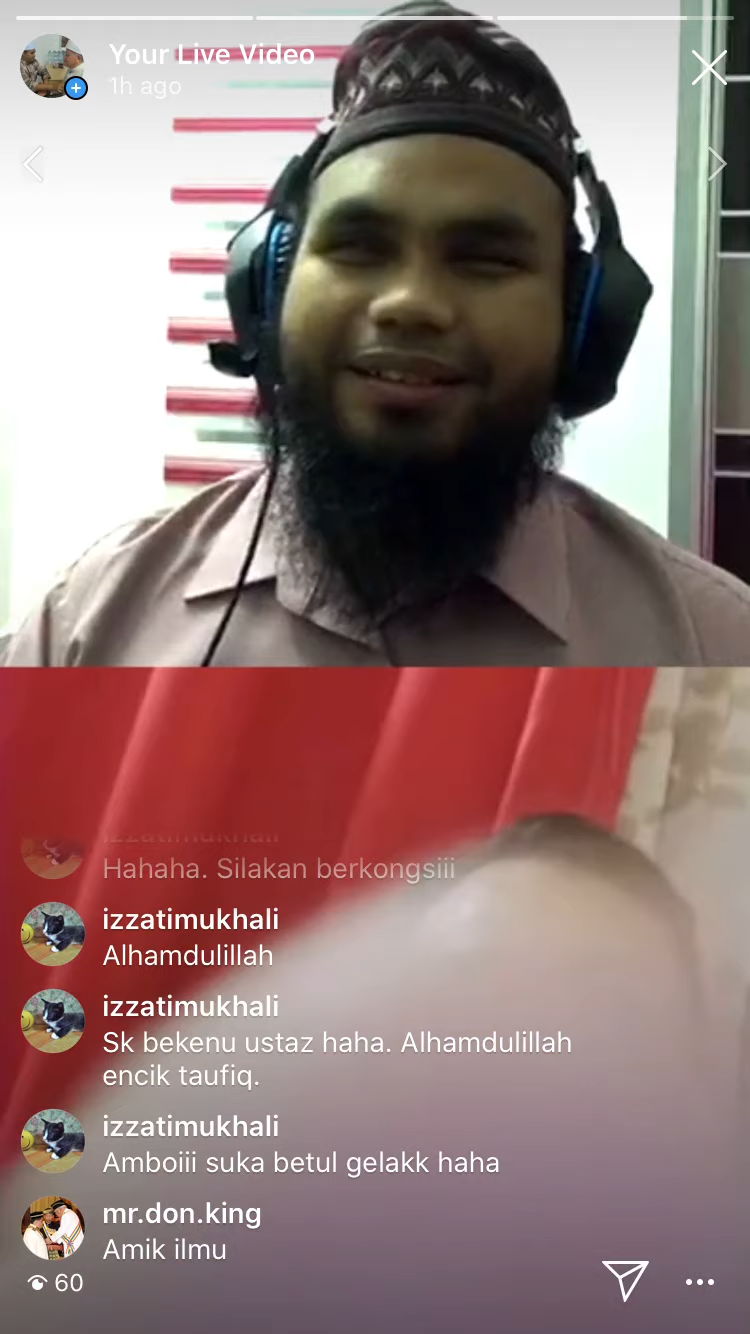 Your Live Video
1h ago
izzatimukhali
Hahaha. Silakan berkongsiii
izzatimukhali
Alhamdulillah
izzatimukhali
Sk bekenu ustaz haha. Alhamdulillah
encik taufiq.
izzatimukhali
Amboiii suka betul gelakk haha
mr.don.king
Amik ilmu
60